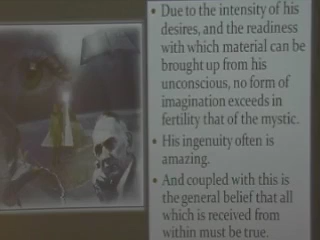 • Due to the intensity of his
desires, and the readiness
with which material can be
brought up from his
unconscious, no form of
imagination exceeds in
fertility that of the mystic.
• His ingenuity often is
amazing.
• And coupled with this is
the general belief that all
which is received from
within must be true.